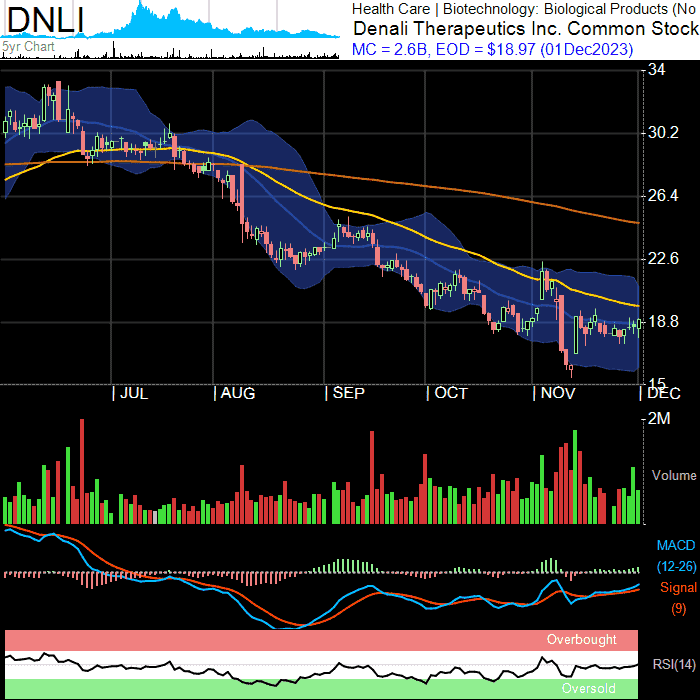 DNLI
5yr Chart
Health Care | Biotechnology: Biological Products (No
Denali Therapeutics Inc. Common Stock
MC = 2.6B, EOD = $18.97 (01Dec2023)
34
30.2
26.4
22.6
18.8
15
| JUL | AUG | SEP | OCT | NOV | DEC
2M
Volume
MACD
(12-26)
Signal
(9)
Overbought
RSI(14)
Oversold